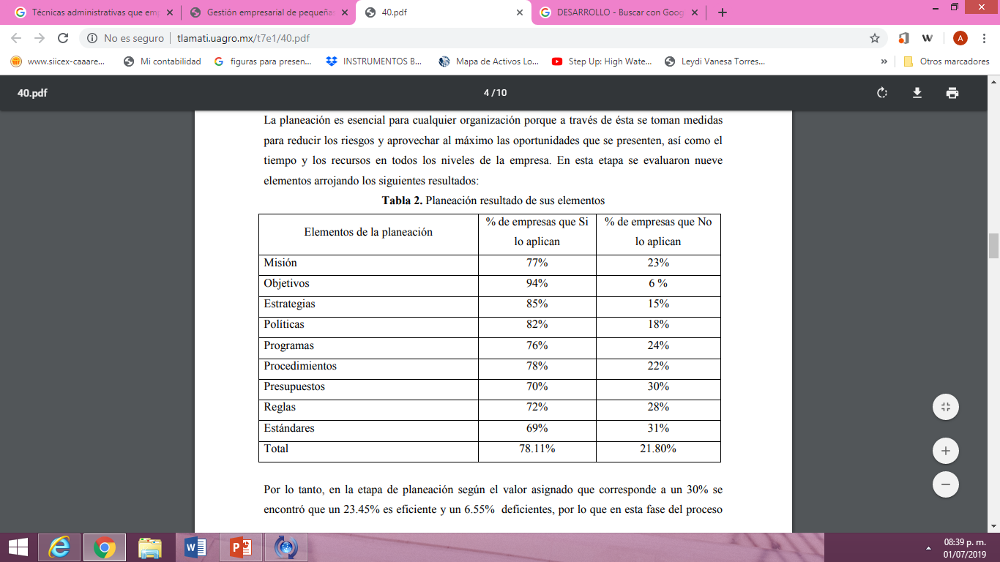 Técnicas administrativas que emp
Gestión empresarial de pequeña
40.pdf
DESARROLLO - Buscar con Goog
No es seguro
tlamati.uagro.mx/t7e1/40.pdf
A
www.siicex-caaare...
Mi contabilidad
figuras para presen...
INSTRUMENTOS B...
Mapa de Activos Lo...
Step Up: High Wate...
Leydi Vanesa Torres...
»
Otros marcadores
40.pdf
4 / 10
La planeación es esencial para cualquier organización porque a través de ésta se toman medidas
para reducir los riesgos y aprovechar al máximo las oportunidades que se presenten, así como el
tiempo y los recursos en todos los niveles de la empresa. En esta etapa se evaluaron nueve
elementos arrojando los siguientes resultados:
Tabla 2. Planeación resultado de sus elementos
Elementos de la planeación
% de empresas que Si
lo aplican
% de empresas que No
lo aplican
Misión 77% 23%
Objetivos 94% 6 %
Estrategias 85% 15%
Políticas 82% 18%
Programas 76% 24%
Procedimientos 78% 22%
Presupuestos 70% 30%
Reglas 72% 28%
Estándares 69% 31%
Total 78.11% 21.80%
Por lo tanto, en la etapa de planeación según el valor asignado que corresponde a un 30% se
encontró que un 23.45% es eficiente y un 6.55% deficientes, por lo que en esta fase del proceso
08:39 p. m.
01/07/2019